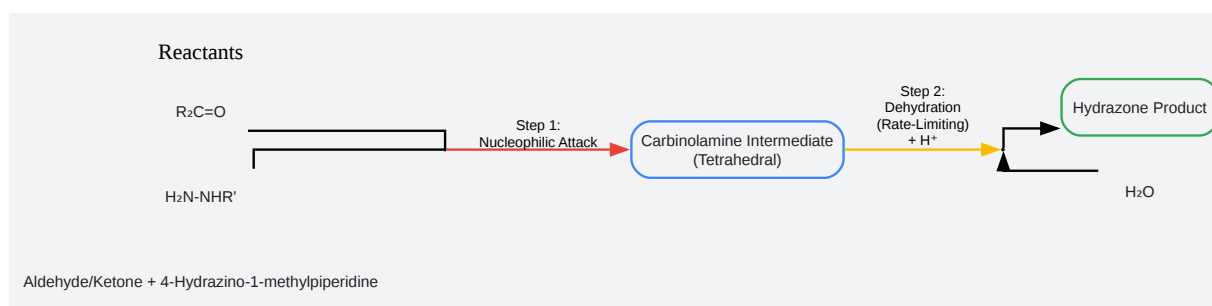 Reactants
R₂C=O
H₂N-NHR'
Step 1:
Nucleophilic Attack
Carbinolamine Intermediate
(Tetrahedral)
Step 2:
Dehydration
(Rate-Limiting)
+ H⁺
Hydrazone Product
H₂O
Aldehyde/Ketone + 4-Hydrazino-1-methylpiperidine